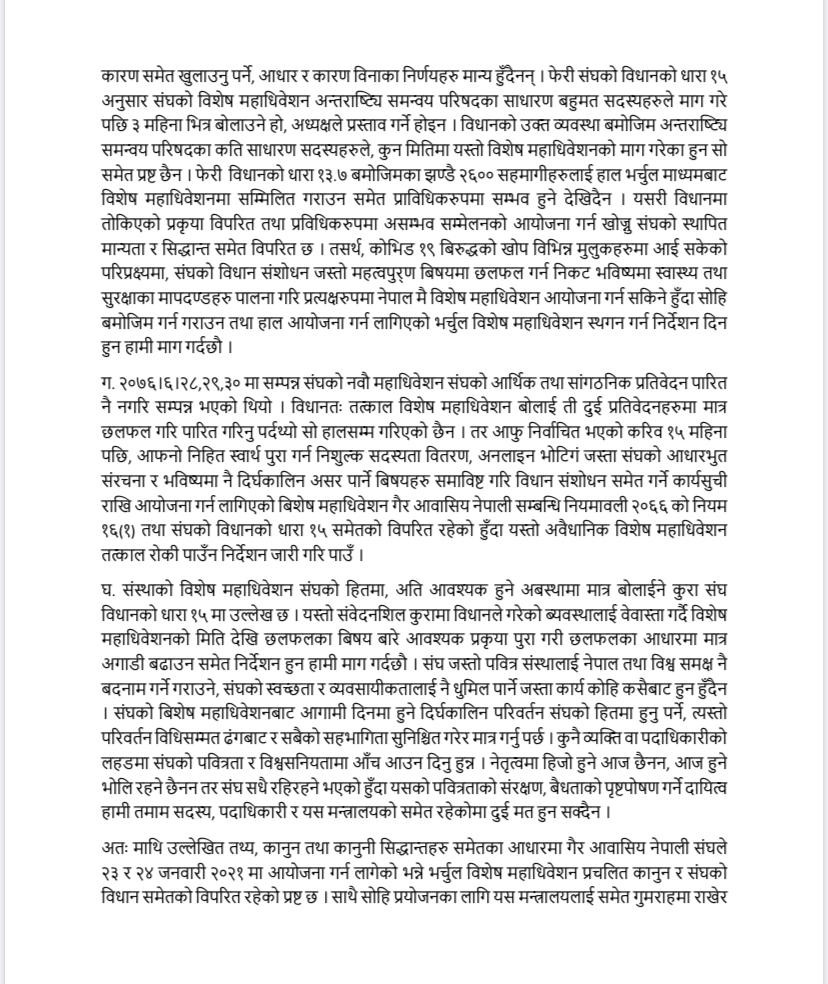 कारण समेत खुलाउनु पर्ने, आधार र कारण विनाका निर्णयहरु मान्य हुँदैनन् । फेरी संघको विधानको धारा १५
अनुसार संघको विशेष महाधिवेशन अन्तराष्ट्यि समन्वय परिषदका साधारण बहुमत सदस्यहरुले माग गरे
पछि ३ महिना भित्र बोलाउने हो, अध्यक्षले प्रस्ताव गर्ने होइन । विधानको उक्त व्यवस्था बमोजिम अन्तराष्ट्यि
समन्वय परिषदका कति साधारण सदस्यहरुले, कुन मितिमा यस्तो विशेष महाधिवेशनको माग गरेका हुन सो
समेत प्रष्ट छैन । फेरी विधानको धारा १३.७ बमोजिमका झण्डै २६०० सहमागीहरुलाई हाल भर्चुल माध्यमबाट
विशेष महाधिवेशनमा सम्मिलित गराउन समेत प्राविधिकरुपमा सम्भव हुने देखिदैन । यसरी विधानमा
तोकिएको प्रकृया विपरित तथा प्रविधिकरुपमा असम्भव सम्मेलनको आयोजना गर्न खोज्नु संघको स्थापित
मान्यता र सिद्धान्त समेत विपरित छ । तसर्थ, कोभिड १९ बिरुद्धको खोप विभिन्न मुलुकहरुमा आई सकेको
परिप्रक्ष्यमा, संघको विधान संशोधन जस्तो महत्वपुर्ण बिषयमा छलफल गर्न निकट भविष्यमा स्वास्थ्य तथा
सुरक्षाका मापदण्डहरु पालना गरि प्रत्यक्षरुपमा नेपाल मै विशेष महाधिवेशन आयोजना गर्न सकिने हुँदा सोहि
बमोजिम गर्न गराउन तथा हाल आयोजना गर्न लागिएको भर्चुल विशेष महाधिवेशन स्थगन गर्न निर्देशन दिन
हुन हामी माग गर्दछौ ।
ग. २०७६।६।२८,२९,३० मा सम्पन्न संघको नवौ महाधिवेशन संघको आर्थिक तथा सांगठनिक प्रतिवेदन पारित
नै नगरि सम्पन्न भएको थियो । विधानतः तत्काल विशेष महाधिवेशन बोलाई ती दुई प्रतिवेदनहरुमा मात्र
छलफल गरि पारित गरिनु पर्दथ्यो सो हालसम्म गरिएको छैन । तर आफु निर्वाचित भएको करिव १५ महिना
पछि, आफनो निहित स्वार्थ पुरा गर्न निशुल्क सदस्यता वितरण, अनलाइन भोटिगं जस्ता संघको आधारभुत
संरचना र भविष्यमा नै दिर्घकालिन असर पार्ने बिषयहरु समाविष्ट गरि विधान संशोधन समेत गर्ने कार्यसुची
राखि आयोजना गर्न लागिएको बिशेष महाधिवेशन गैर आवासिय नेपाली सम्बन्धि नियमावली २०६६ को नियम
१६(१) तथा संघको विधानको धारा १५ समेतको विपरित रहेको हुँदा यस्तो अवैधानिक विशेष महाधिवेशन
तत्काल रोकी पाउँन निर्देशन जारी गरि पाउँ ।
घ. संस्थाको विशेष महाधिवेशन संघको हितमा, अति आवश्यक हुने अबस्थामा मात्र बोलाईने कुरा संघ
विधानको धारा १५ मा उल्लेख छ । यस्तो संवेदनशिल कुरामा विधानले गरेको ब्यवस्थालाई वेवास्ता गर्दै विशेष
महाधिवेशनको मिति देखि छलफलका बिषय बारे आवश्यक प्रकृया पुरा गरी छलफलका आधारमा मात्र
अगाडी बढाउन समेत निर्देशन हुन हामी माग गर्दछौ । संघ जस्तो पवित्र संस्थालाई नेपाल तथा विश्व समक्ष नै
बदनाम गर्ने गराउने, संघको स्वच्छता र व्यवसायीकतालाई नै धुमिल पार्ने जस्ता कार्य कोहि कसैबाट हुन हुँदैन
। संघको बिशेष महाधिवेशनबाट आगामी दिनमा हुने दिर्घकालिन परिवर्तन संघको हितमा हुनु पर्ने, त्यस्तो
परिवर्तन विधिसम्मत ढंगबाट र सबैको सहभागिता सुनिश्चित गरेर मात्र गर्नु पर्छ । कुनै व्यक्ति वा पदाधिकारीको
लहडमा संघको पवित्रता र विश्वसनियतामा आँच आउन दिनु हुन्न । नेतृत्वमा हिजो हुने आज छैनन, आज हुने
भोलि रहने छैनन तर संघ सधै रहिरहने भएको हुँदा यसको पवित्रताको संरक्षण, बैधताको पृष्टपोषण गर्ने दायित्व
हामी तमाम सदस्य, पदाधिकारी र यस मन्त्रालयको समेत रहेकोमा दुई मत हुन सक्दैन ।
अतः माथि उल्लेखित तथ्य, कानुन तथा कानुनी सिद्धान्तहरु समेतका आधारमा गैर आवासिय नेपाली संघले
२३ र २४ जनवारी २०२१ मा आयोजना गर्न लागेको भन्ने भर्चुल विशेष महाधिवेशन प्रचलित कानुन र संघको
विधान समेतको विपरित रहेको प्रष्ट छ । साथै सोहि प्रयोजनका लागि यस मन्त्रालयलाई समेत गुमराहमा राखेर